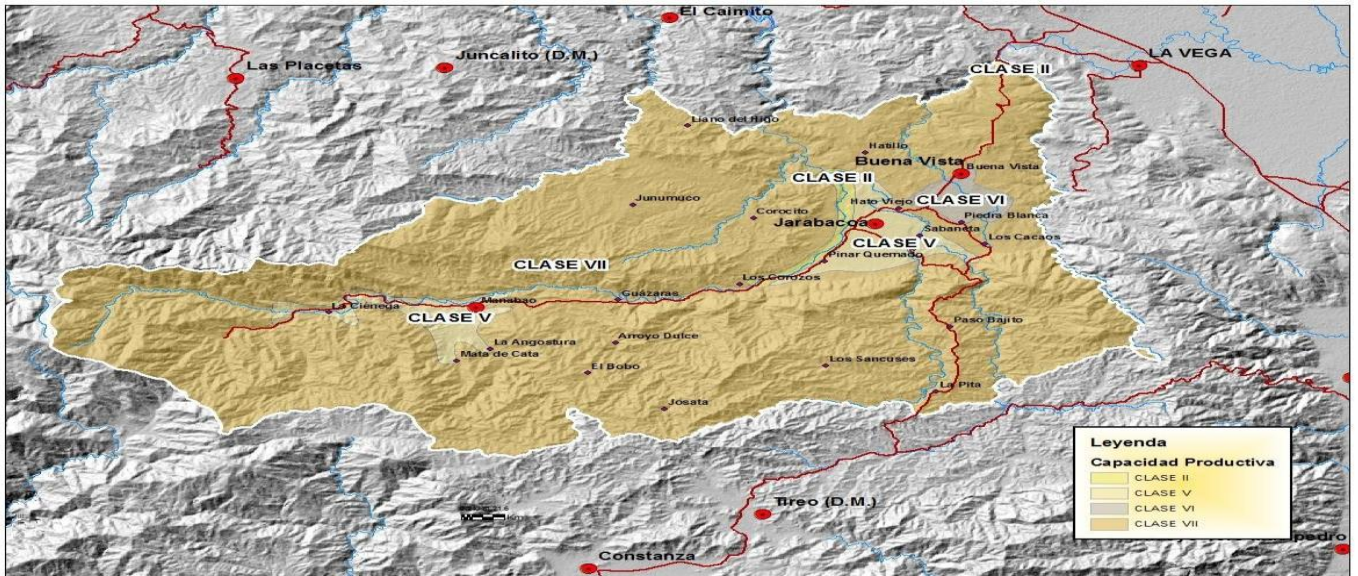 El Caimito
Juncalito (D.M.)
LA VEGA
Las Placetas
CLASE II
Llano del Higo
Hatillo
Buena Vista
Buena Vista
CLASE II
Junumuco
Hato Viejo
CLASE VI
Corocito
Jarabacoa
Piedra Blanca
Sabaneta
CLASE V
Los Cacaos
CLASE VII
Pinar Quemado
Los Corozos
Guázaras
Manabao
La Ciénega
CLASE V
Paso Bajito
La Angostura
Arroyo Dulce
Mata de Cata
El Bobo
Los Sancuses
La Pita
Josata
Leyenda
Capacidad Productiva
CLASE II
CLASE V
CLASE VI
CLASE VII
Tireo (D.M.)
Constanza
pedro